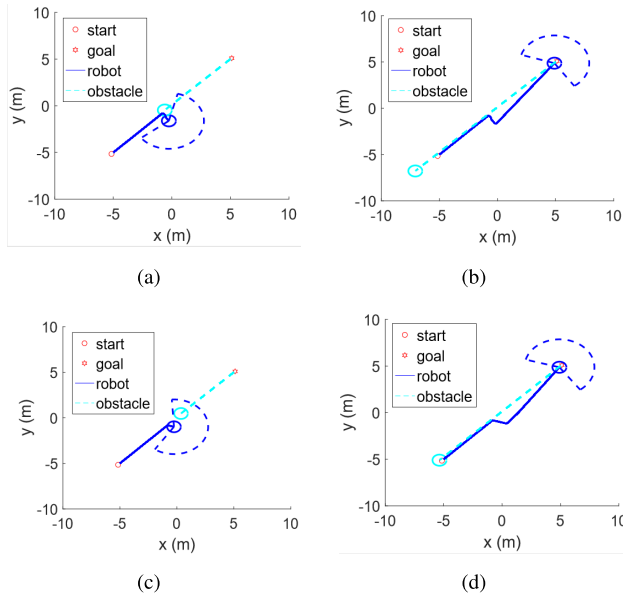 10
5
0
-5
-10
y (m)
start
goal
robot
obstacle
-10 -5 0 5 10
x (m)
(a)
10
5
0
-5
-10
y (m)
start
goal
robot
obstacle
-10 -5 0 5 10
x (m)
(b)
10
5
0
-5
-10
y (m)
start
goal
robot
obstacle
-10 -5 0 5 10
x (m)
(c)
10
5
0
-5
-10
y (m)
start
goal
robot
obstacle
-10 -5 0 5
x (m)
(d)